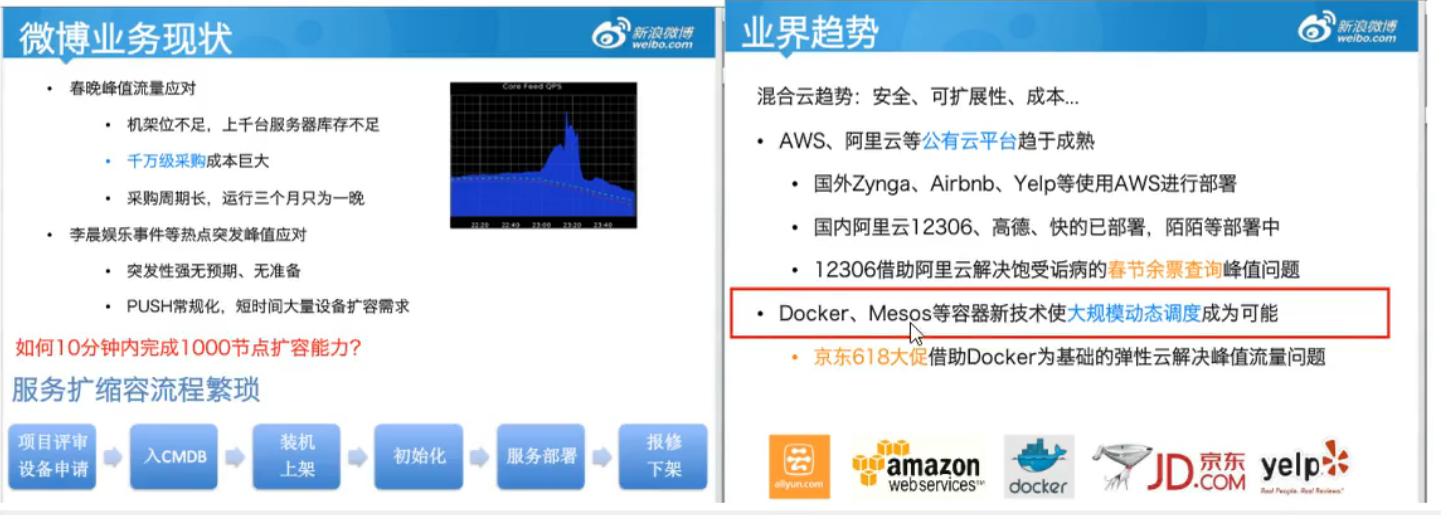 微博业务现状
新浪微博
weibo.com
• 春晚峰值流量应对
• 机架位不足，上千台服务器库存不足
• 千万级采购成本巨大
• 采购周期长，运行三个月只为一晚
• 李晨娱乐事件等热点突发峰值应对
• 突发性强无预期、无准备
• PUSH常规化，短时间大量设备扩容需求
Core Feed QPS
22:20 22:40 23:00 23:20 23:40
如何10分钟内完成1000节点扩容能力?
服务扩缩容流程繁琐
项目评审
设备申请
入CMDB
装机
上架
初始化
服务部署
报修
下架
业界趋势
新浪微博
weibo.com
混合云趋势：安全、可扩展性、成本...
• AWS、阿里云等公有云平台趋于成熟
• 国外Zynga、Airbnb、Yelp等使用AWS进行部署
• 国内阿里云12306、高德、快的已部署，陌陌等部署中
• 12306借助阿里云解决饱受诟病的春节余票查询峰值问题
• Docker、Mesos等容器新技术使大规模动态调度成为可能
• 京东618大促借助Docker为基础的弹性云解决峰值流量问题
aliyun.com
amazon
webservices™
docker
JD.COM
京东
yelp
Real People. Real Reviews.®